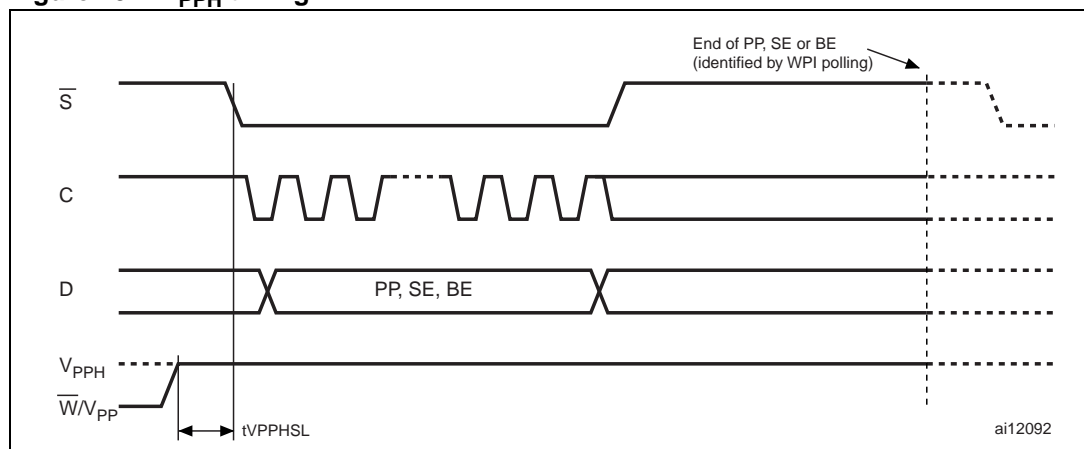 End of PP, SE or BE
(identified by WPI polling)
S̅
C
D
PP, SE, BE
VPPH
W̅/VPP
tVPPHSL
ai12092